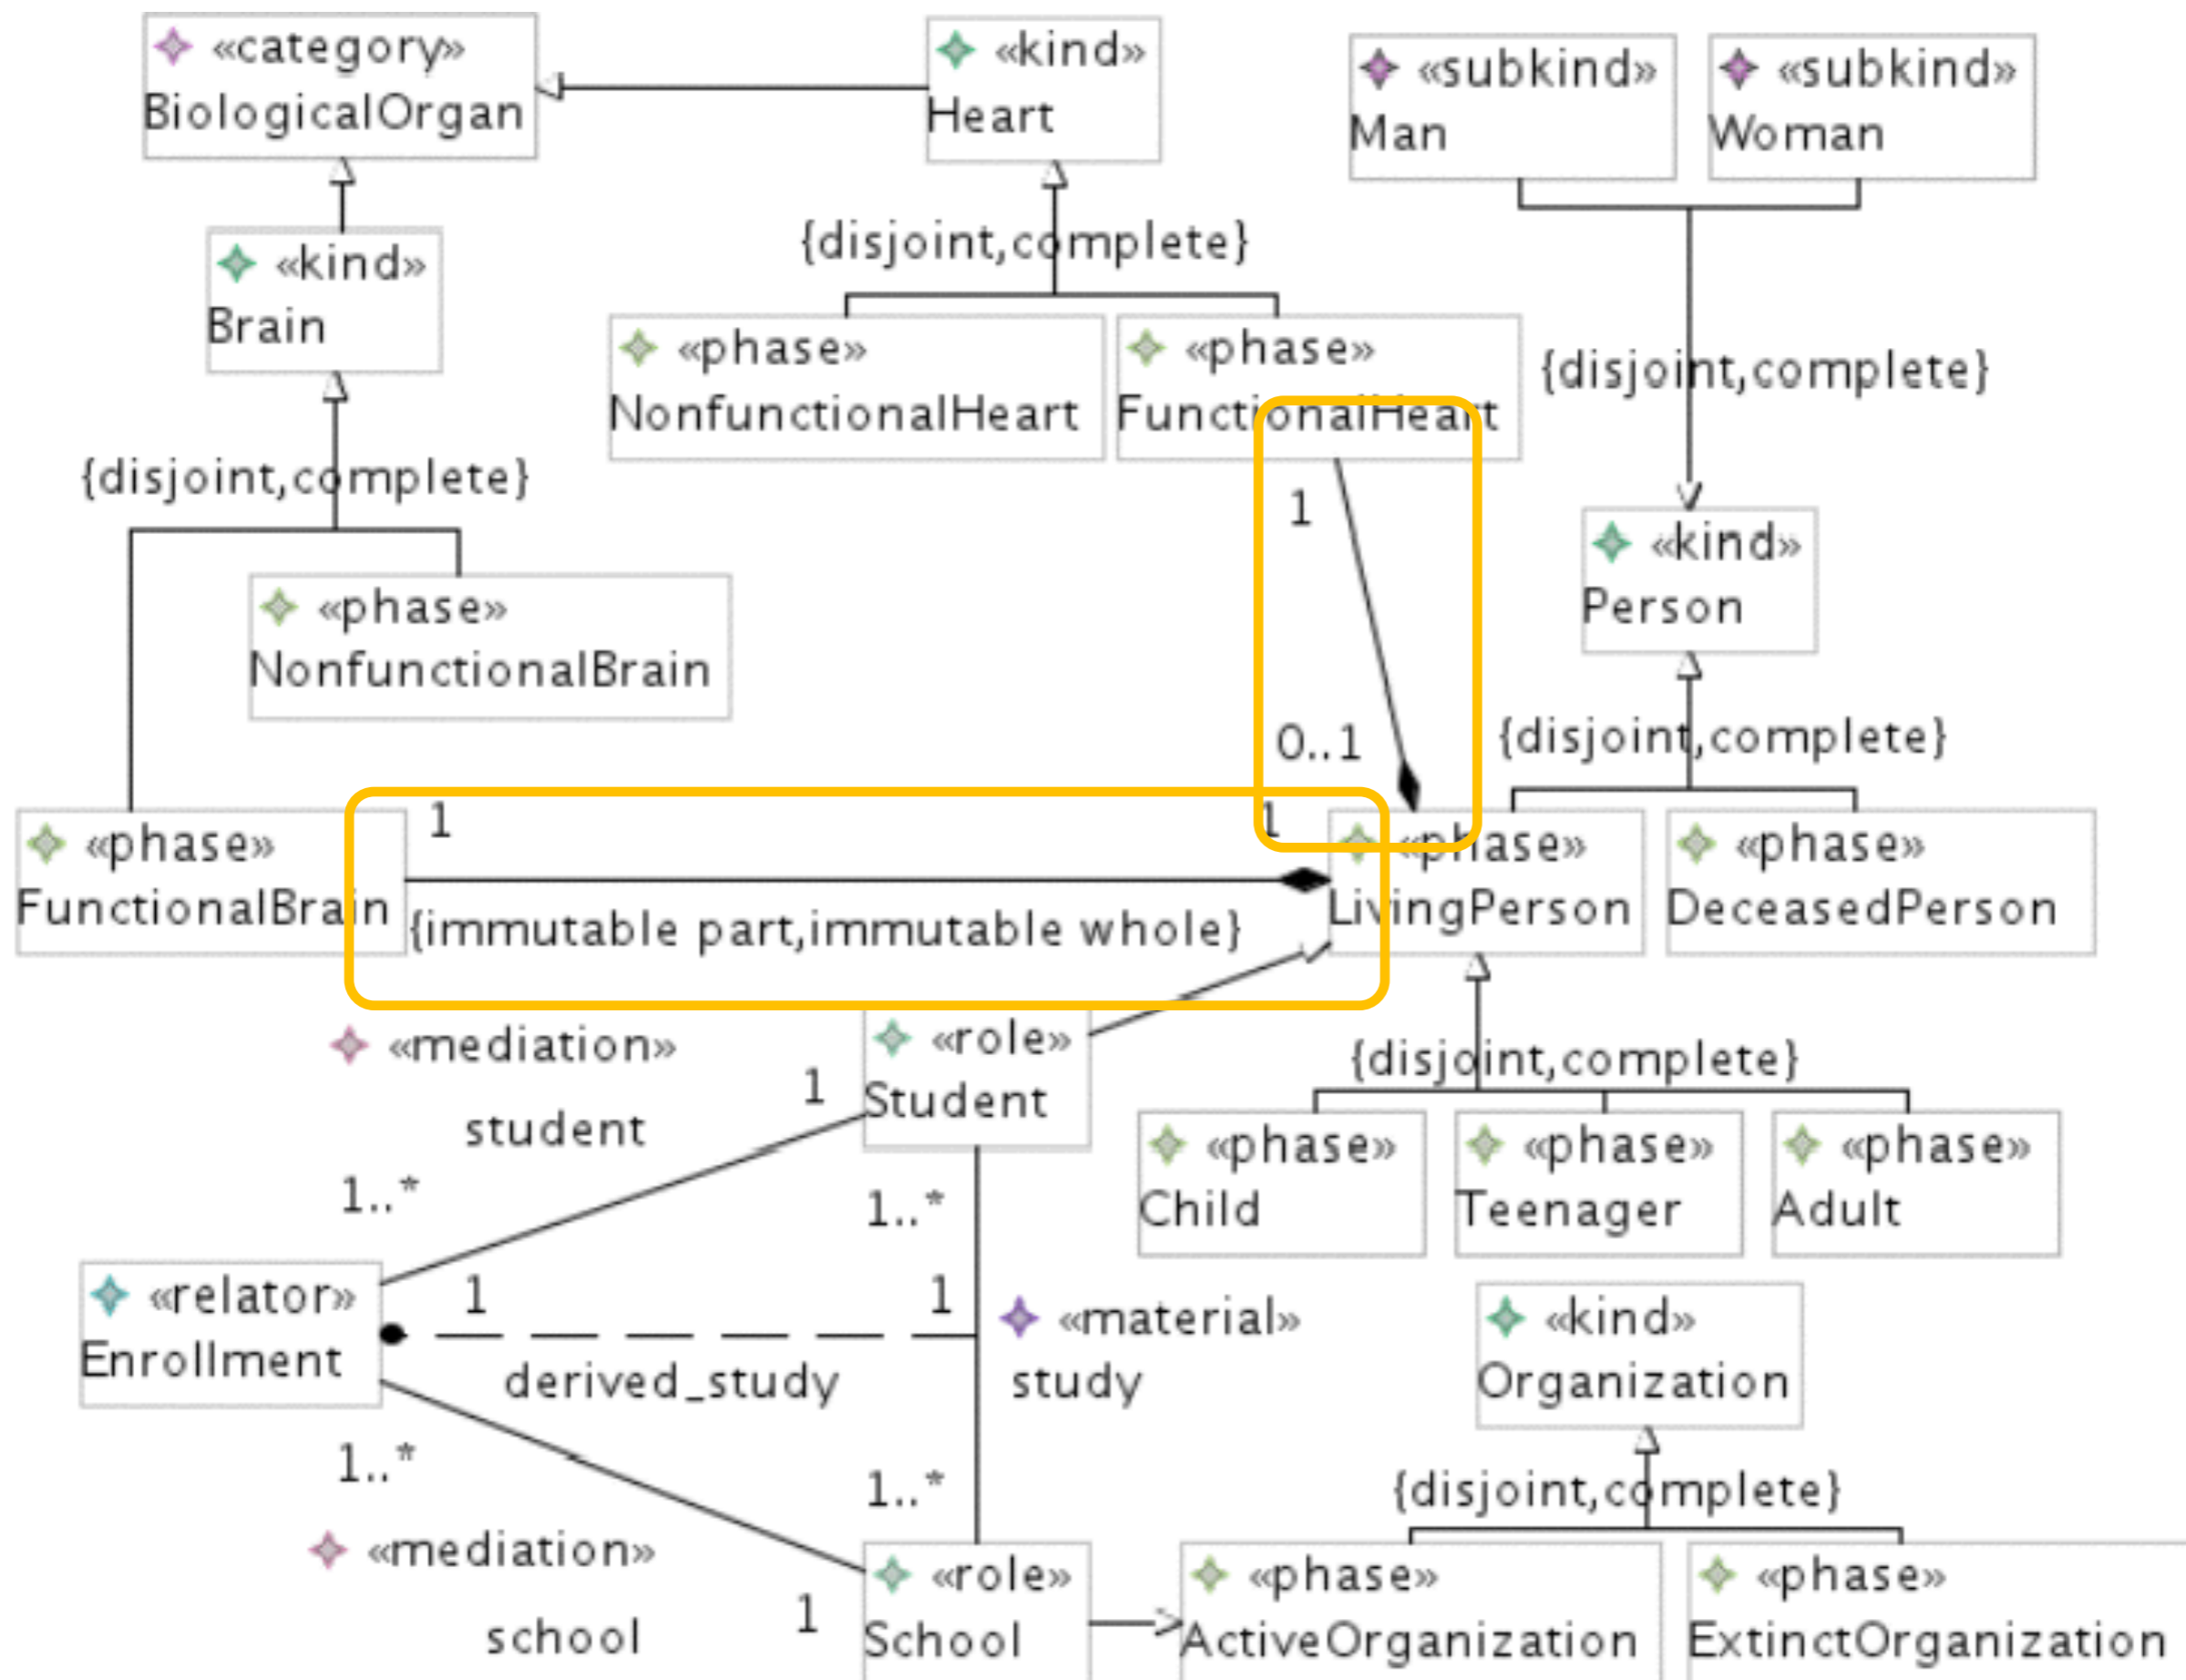 «category»
BiologicalOrgan
«kind»
Heart
«subkind»
Man
«subkind»
Woman
{disjoint,complete}
«kind»
Brain
«phase»
NonfunctionalHeart
«phase»
FunctionalHeart
{disjoint,complete}
{disjoint,complete}
1
«kind»
Person
«phase»
NonfunctionalBrain
0..1
{disjoint,complete}
1
1
«phase»
FunctionalBrain
{immutable part,immutable whole}
«phase»
LivingPerson
«phase»
DeceasedPerson
«mediation»
student
1
1..*
«role»
Student
{disjoint,complete}
«phase»
Child
«phase»
Teenager
«phase»
Adult
1..*
«relator»
Enrollment
1
1
derived_study
«material»
study
«kind»
Organization
1..*
1..*
{disjoint,complete}
«mediation»
school
1
«role»
School
«phase»
ActiveOrganization
«phase»
ExtinctOrganization